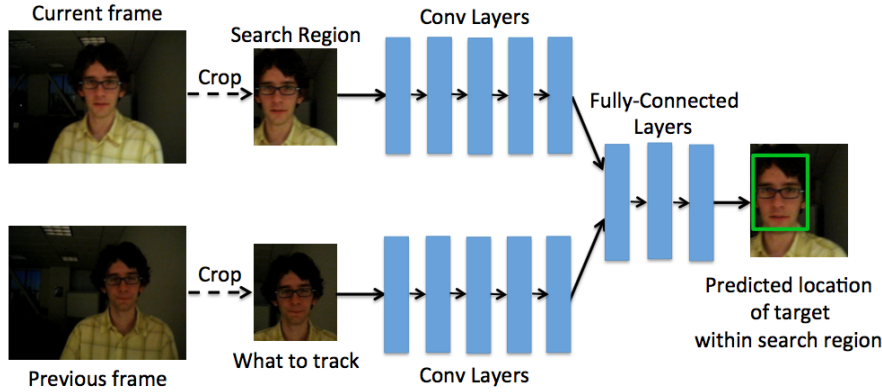 Current frame
Crop
Search Region
Conv Layers
Fully-Connected
Layers
Previous frame
Crop
What to track
Conv Layers
Predicted location
of target
within search region